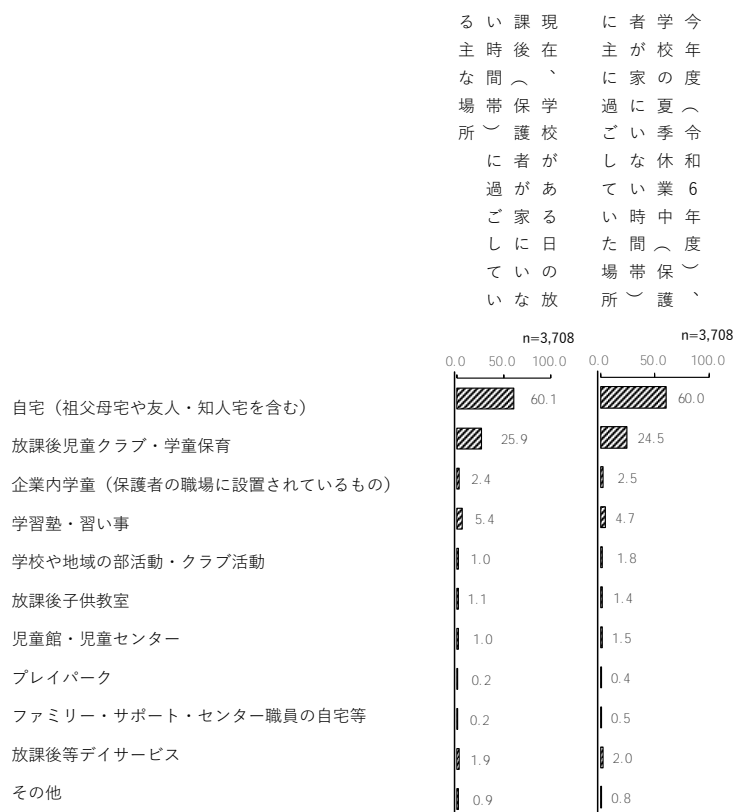 現在、学校がある日の放
課後（保護者が家にいな
い時間帯）に過ごしてい
る主な場所
今年度（令和6年度）、
学校の夏季休業中（保護
者が家にいない時間帯）
に主に過ごしていた場所
n=3,708
n=3,708
0.0 50.0 100.0
0.0 50.0 100.0
自宅（祖父母宅や友人・知人宅を含む） 60.1 60.0
放課後児童クラブ・学童保育 25.9 24.5
企業内学童（保護者の職場に設置されているもの） 2.4 2.5
学習塾・習い事 5.4 4.7
学校や地域の部活動・クラブ活動 1.0 1.8
放課後子供教室 1.1 1.4
児童館・児童センター 1.0 1.5
プレイパーク 0.2 0.4
ファミリー・サポート・センター職員の自宅等 0.2 0.5
放課後等デイサービス 1.9 2.0
その他 0.9 0.8